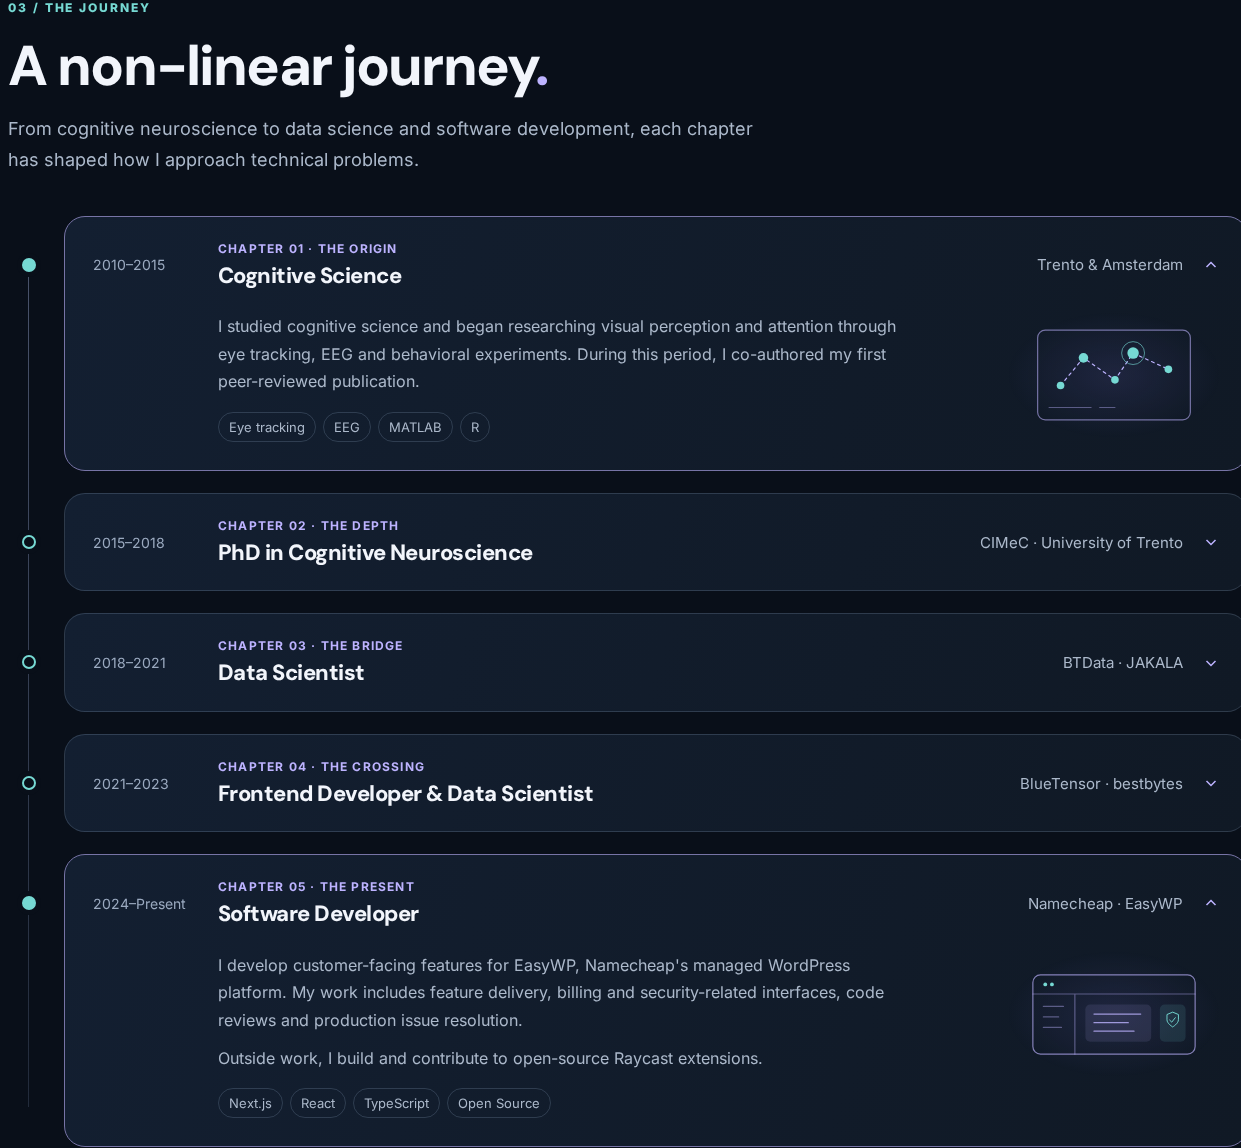 03 / THE JOURNEY
A non-linear journey.
From cognitive neuroscience to data science and software development, each chapter
has shaped how I approach technical problems.
2010–2015
CHAPTER 01 · THE ORIGIN
Cognitive Science
Trento & Amsterdam
I studied cognitive science and began researching visual perception and attention through
eye tracking, EEG and behavioral experiments. During this period, I co-authored my first
peer-reviewed publication.
Eye tracking
EEG
MATLAB
R
2015–2018
CHAPTER 02 · THE DEPTH
PhD in Cognitive Neuroscience
CIMeC · University of Trento
2018–2021
CHAPTER 03 · THE BRIDGE
Data Scientist
BTData · JAKALA
2021–2023
CHAPTER 04 · THE CROSSING
Frontend Developer & Data Scientist
BlueTensor · bestbytes
2024–Present
CHAPTER 05 · THE PRESENT
Software Developer
Namecheap · EasyWP
I develop customer-facing features for EasyWP, Namecheap's managed WordPress
platform. My work includes feature delivery, billing and security-related interfaces, code
reviews and production issue resolution.
Outside work, I build and contribute to open-source Raycast extensions.
Next.js
React
TypeScript
Open Source